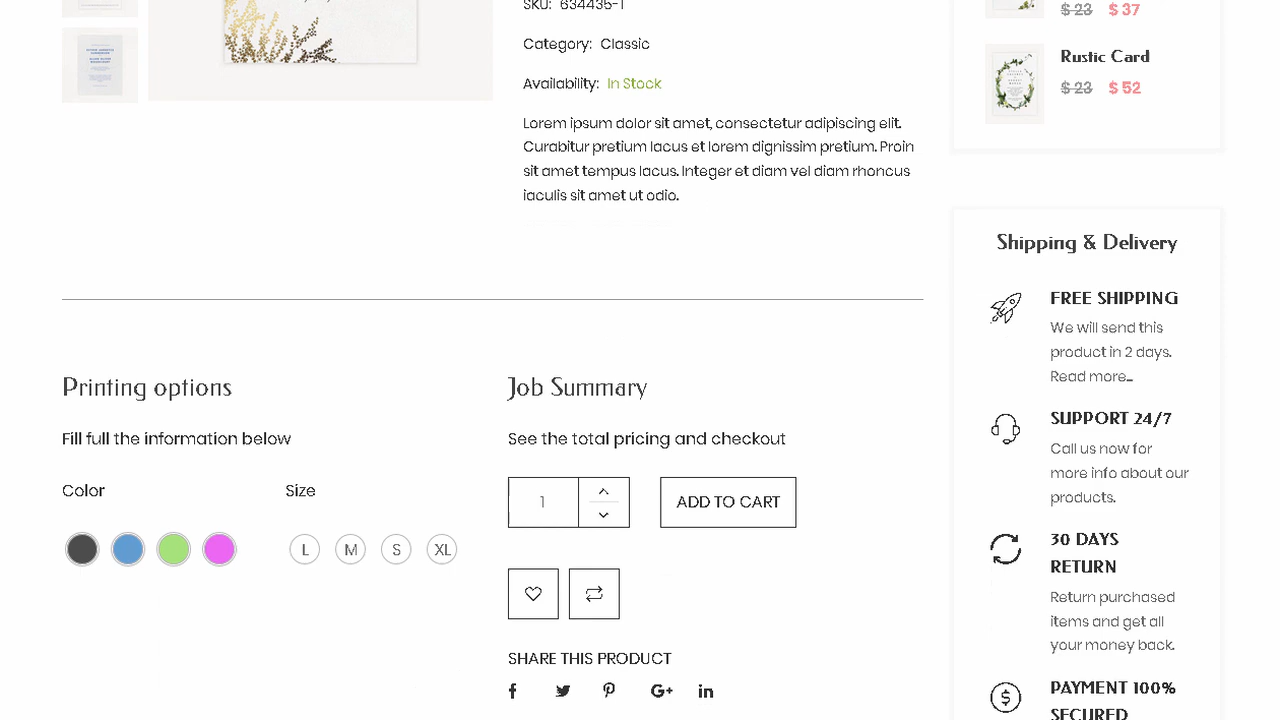 SKU: 634435-1
Category: Classic
Availability: In Stock
Lorem ipsum dolor sit amet, consectetur adipiscing elit.
Curabitur pretium lacus et lorem dignissim pretium. Proin
sit amet tempus lacus. Integer et diam vel diam rhoncus
iaculis sit amet ut odio.
Printing options
Fill full the information below
Color
Size
L
M
S
XL
Job Summary
See the total pricing and checkout
1
ADD TO CART
SHARE THIS PRODUCT
$ 23 $ 37
Rustic Card
$ 23 $ 52
Shipping & Delivery
FREE SHIPPING
We will send this
product in 2 days.
Read more...
SUPPORT 24/7
Call us now for
more info about our
products.
30 DAYS
RETURN
Return purchased
items and get all
your money back.
PAYMENT 100%
SECURED